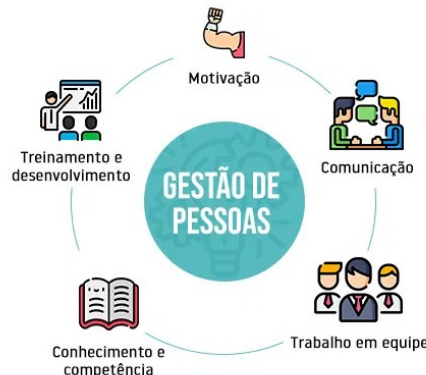 Motivação
Treinamento e
desenvolvimento
Comunicação
GESTÃO DE
PESSOAS
Conhecimento e
competência
Trabalho em equipe